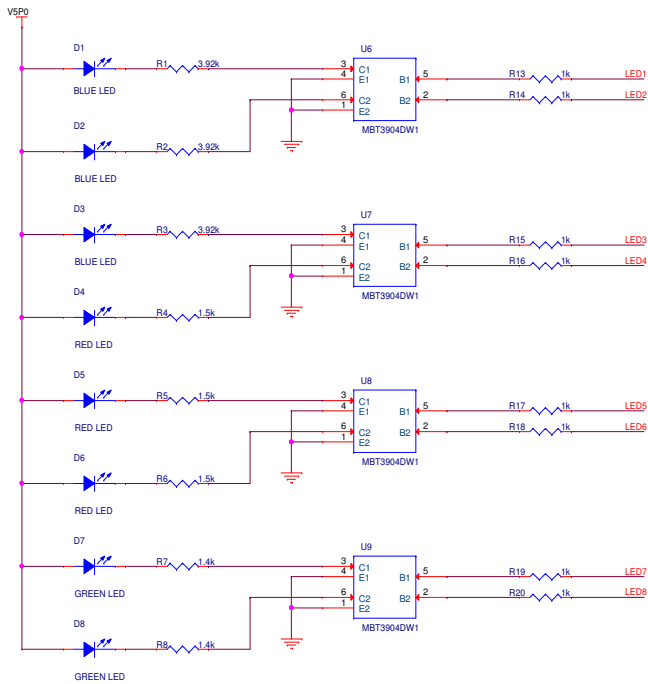 V5P0
D1
BLUE LED
R1 3.92k
D2
BLUE LED
R2 3.92k
U6
3 C1
4 E1
6 C2
1 E2
B1 5
B2 2
MBT3904DW1
R13 1k LED1
R14 1k LED2
D3
BLUE LED
R3 3.92k
D4
RED LED
R4 1.5k
U7
3 C1
4 E1
6 C2
1 E2
B1 5
B2 2
MBT3904DW1
R15 1k LED3
R16 1k LED4
D5
RED LED
R5 1.5k
D6
RED LED
R6 1.5k
U8
3 C1
4 E1
6 C2
1 E2
B1 5
B2 2
MBT3904DW1
R17 1k LED5
R18 1k LED6
D7
GREEN LED
R7 1.4k
D8
GREEN LED
R8 1.4k
U9
3 C1
4 E1
6 C2
1 E2
B1 5
B2 2
MBT3904DW1
R19 1k LED7
R20 1k LED8